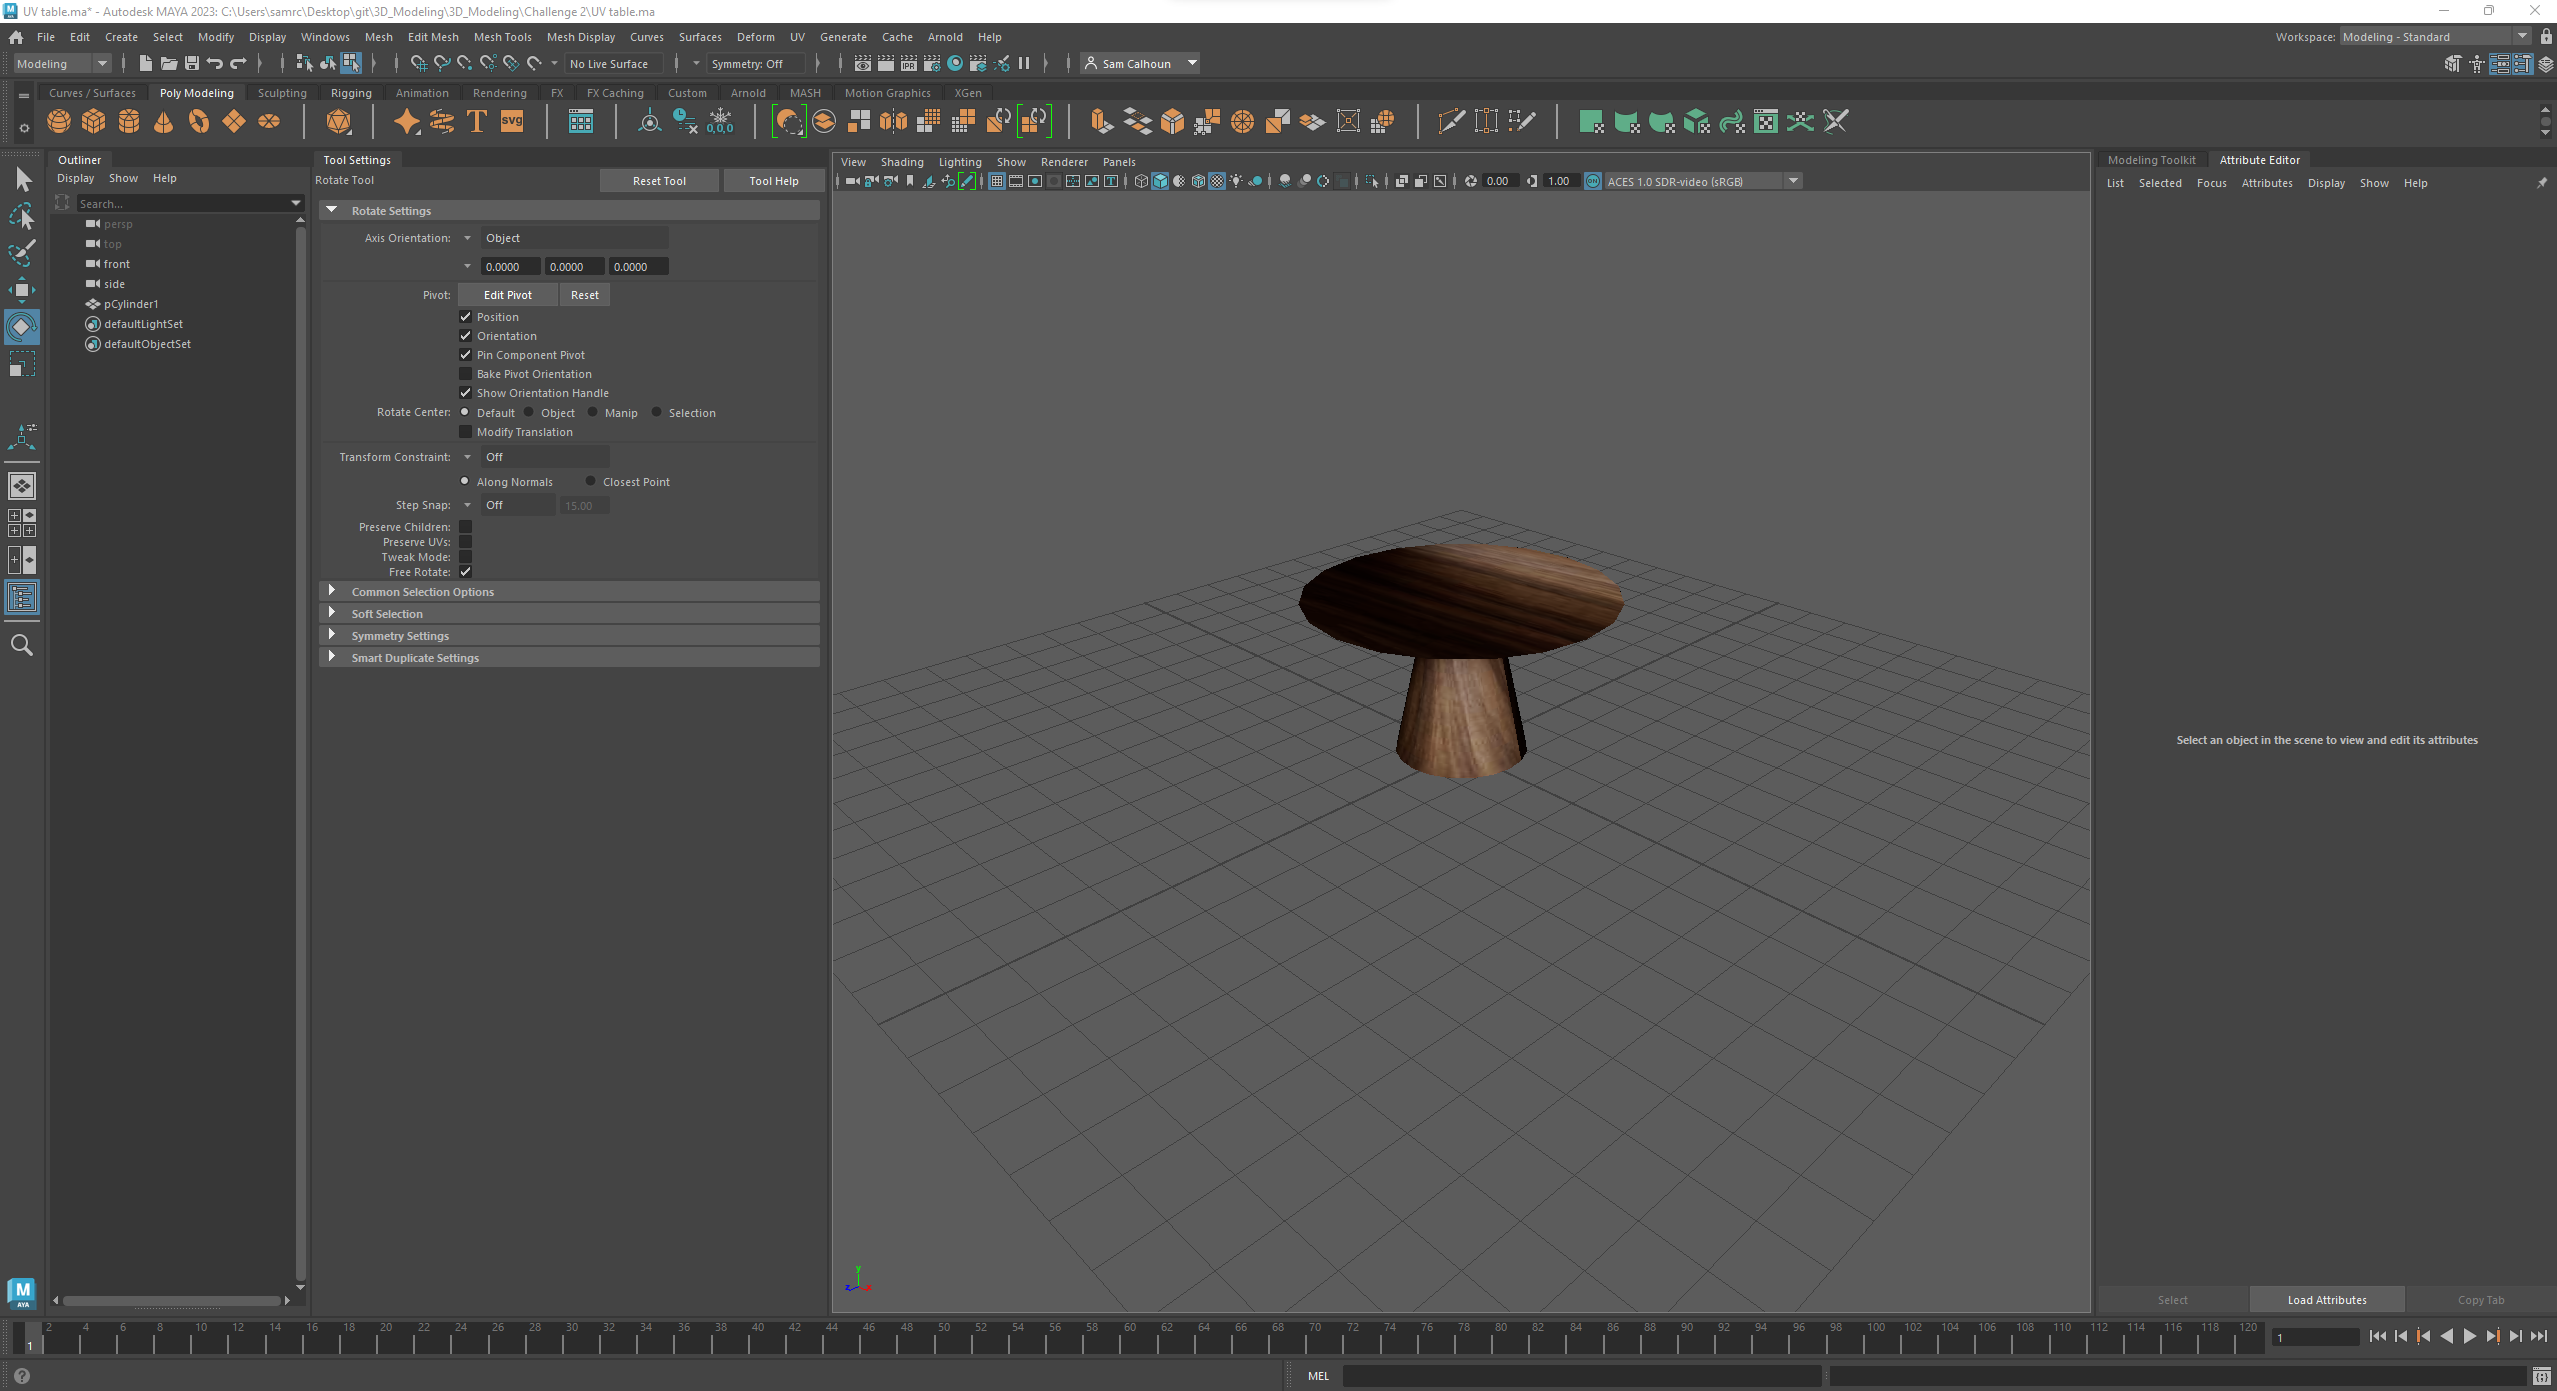 UV table.ma* - Autodesk MAYA 2023: C:\Users\samrc\Desktop\git\3D_Modeling\3D_Modeling\Challenge 2\UV table.ma
File Edit Create Select Modify Display Windows Mesh Edit Mesh Mesh Tools Mesh Display Curves Surfaces Deform UV Generate Cache Arnold Help
Workspace: Modeling - Standard
Modeling
No Live Surface
Symmetry: Off
Sam Calhoun
Curves / Surfaces Poly Modeling Sculpting Rigging Animation Rendering FX FX Caching Custom Arnold MASH Motion Graphics XGen
T svg 0,0,0
Outliner
Display Show Help
Search...
persp
top
front
side
pCylinder1
defaultLightSet
defaultObjectSet
Tool Settings
Rotate Tool
Reset Tool
Tool Help
Rotate Settings
Axis Orientation: Object
0.0000 0.0000 0.0000
Pivot: Edit Pivot Reset
Position
Orientation
Pin Component Pivot
Bake Pivot Orientation
Show Orientation Handle
Rotate Center: Default Object Manip Selection
Modify Translation
Transform Constraint: Off
Along Normals Closest Point
Step Snap: Off 15.00
Preserve Children:
Preserve UVs:
Tweak Mode:
Free Rotate:
Common Selection Options
Soft Selection
Symmetry Settings
Smart Duplicate Settings
View Shading Lighting Show Renderer Panels
0.00 1.00 ACES 1.0 SDR-video (sRGB)
y
z x
Modeling Toolkit Attribute Editor
List Selected Focus Attributes Display Show Help
Select an object in the scene to view and edit its attributes
Select Load Attributes Copy Tab
M
AYA
2 4 6 8 10 12 14 16 18 20 22 24 26 28 30 32 34 36 38 40 42 44 46 48 50 52 54 56 58 60 62 64 66 68 70 72 74 76 78 80 82 84 86 88 90 92 94 96 98 100 102 104 106 108 110 112 114 116 118 120
1
1
MEL